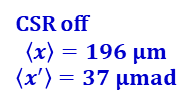 CSR off
⟨x⟩ = 196 μm
⟨x′⟩ = 37 μmad